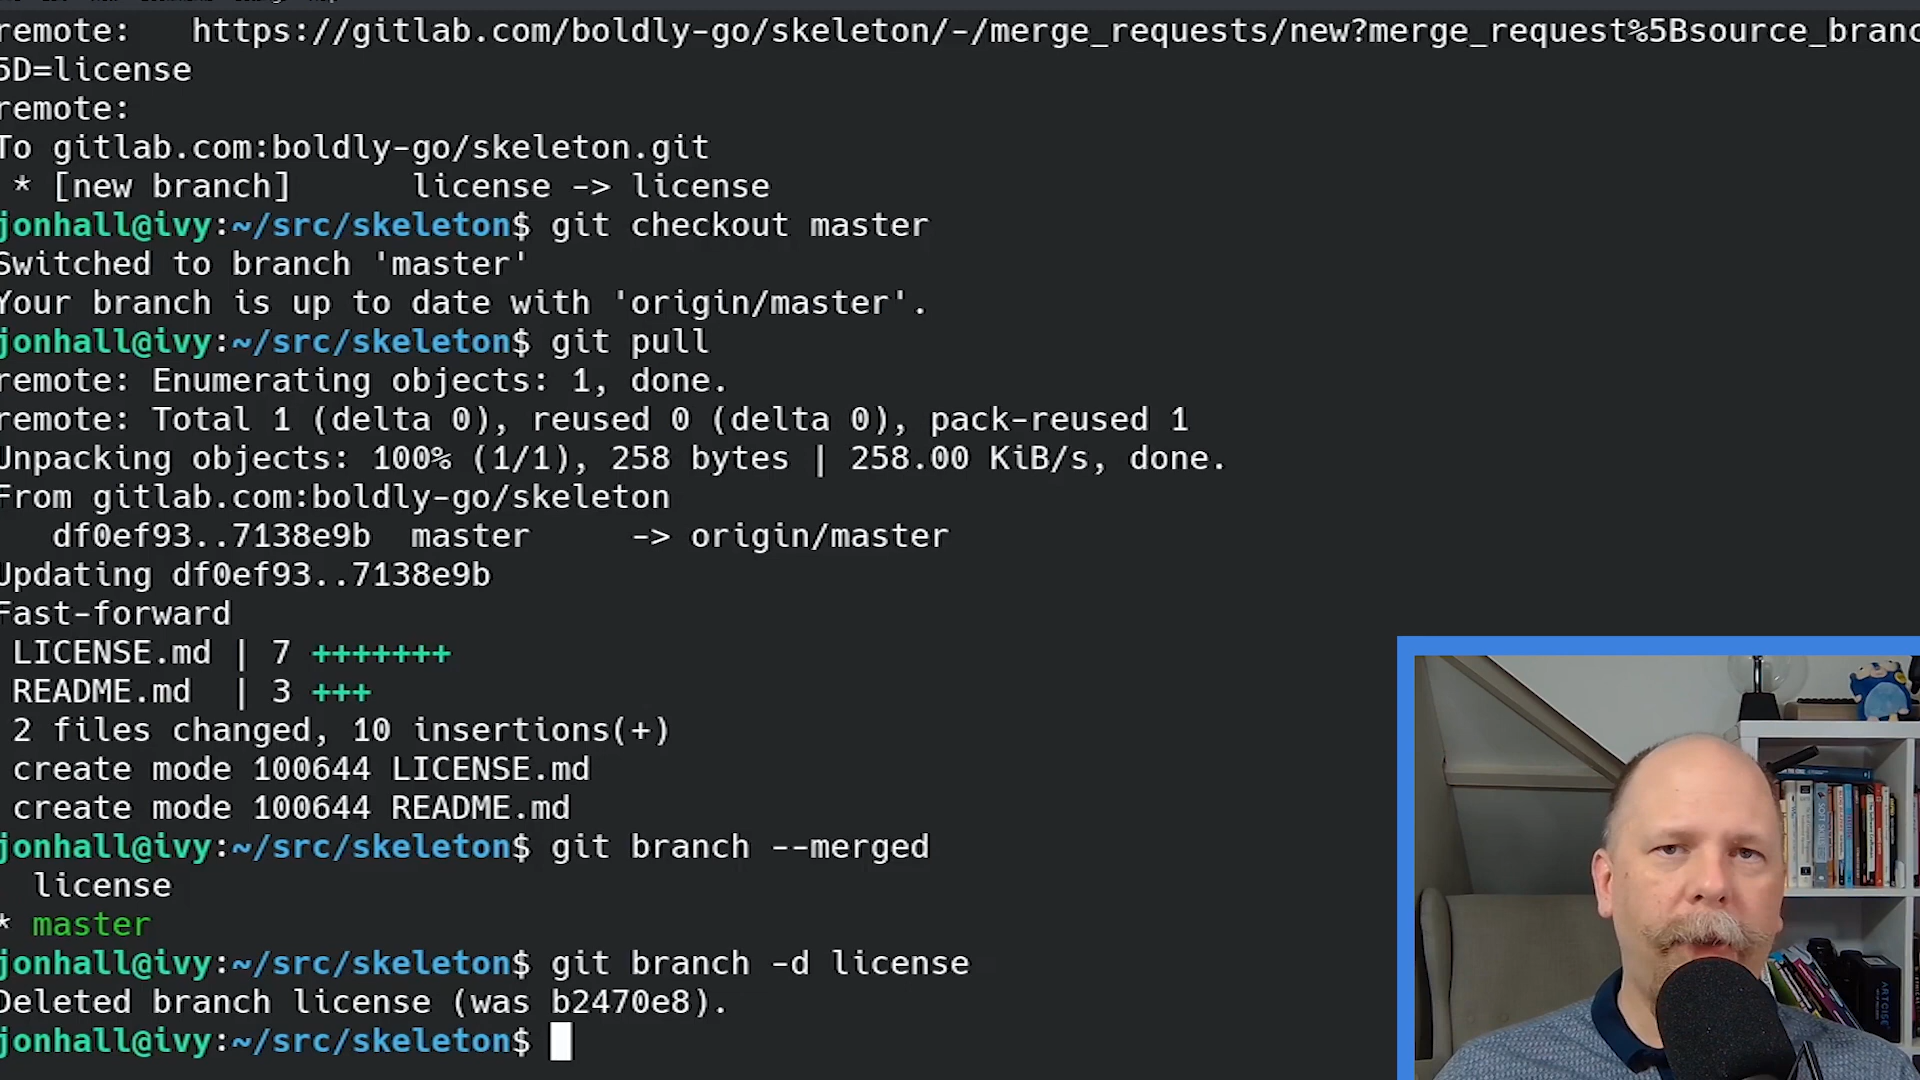 remote:   https://gitlab.com/boldly-go/skeleton/-/merge_requests/new?merge_request%5Bsource_branc
5D=license
remote:
To gitlab.com:boldly-go/skeleton.git
 * [new branch]      license -> license
jonhall@ivy:~/src/skeleton$ git checkout master
Switched to branch 'master'
Your branch is up to date with 'origin/master'.
jonhall@ivy:~/src/skeleton$ git pull
remote: Enumerating objects: 1, done.
remote: Total 1 (delta 0), reused 0 (delta 0), pack-reused 1
Unpacking objects: 100% (1/1), 258 bytes | 258.00 KiB/s, done.
From gitlab.com:boldly-go/skeleton
   df0ef93..7138e9b  master     -> origin/master
Updating df0ef93..7138e9b
Fast-forward
 LICENSE.md | 7 +++++++
 README.md  | 3 +++
 2 files changed, 10 insertions(+)
 create mode 100644 LICENSE.md
 create mode 100644 README.md
jonhall@ivy:~/src/skeleton$ git branch --merged
  license
* master
jonhall@ivy:~/src/skeleton$ git branch -d license
Deleted branch license (was b2470e8).
jonhall@ivy:~/src/skeleton$